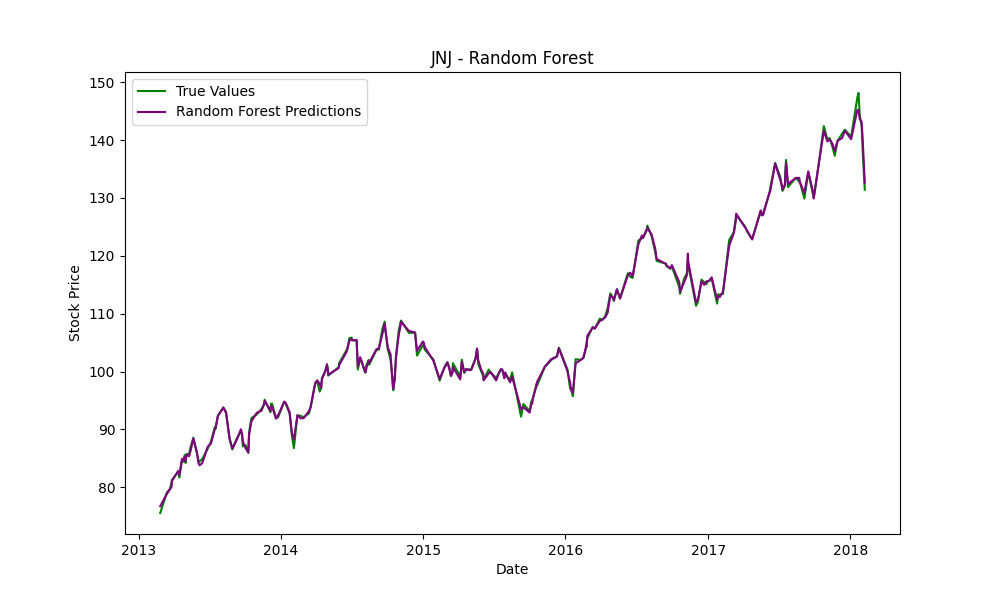 JNJ - Random Forest
True Values
Random Forest Predictions
Stock Price
150
140
130
120
110
100
90
80
2013
2014
2015
2016
2017
2018
Date